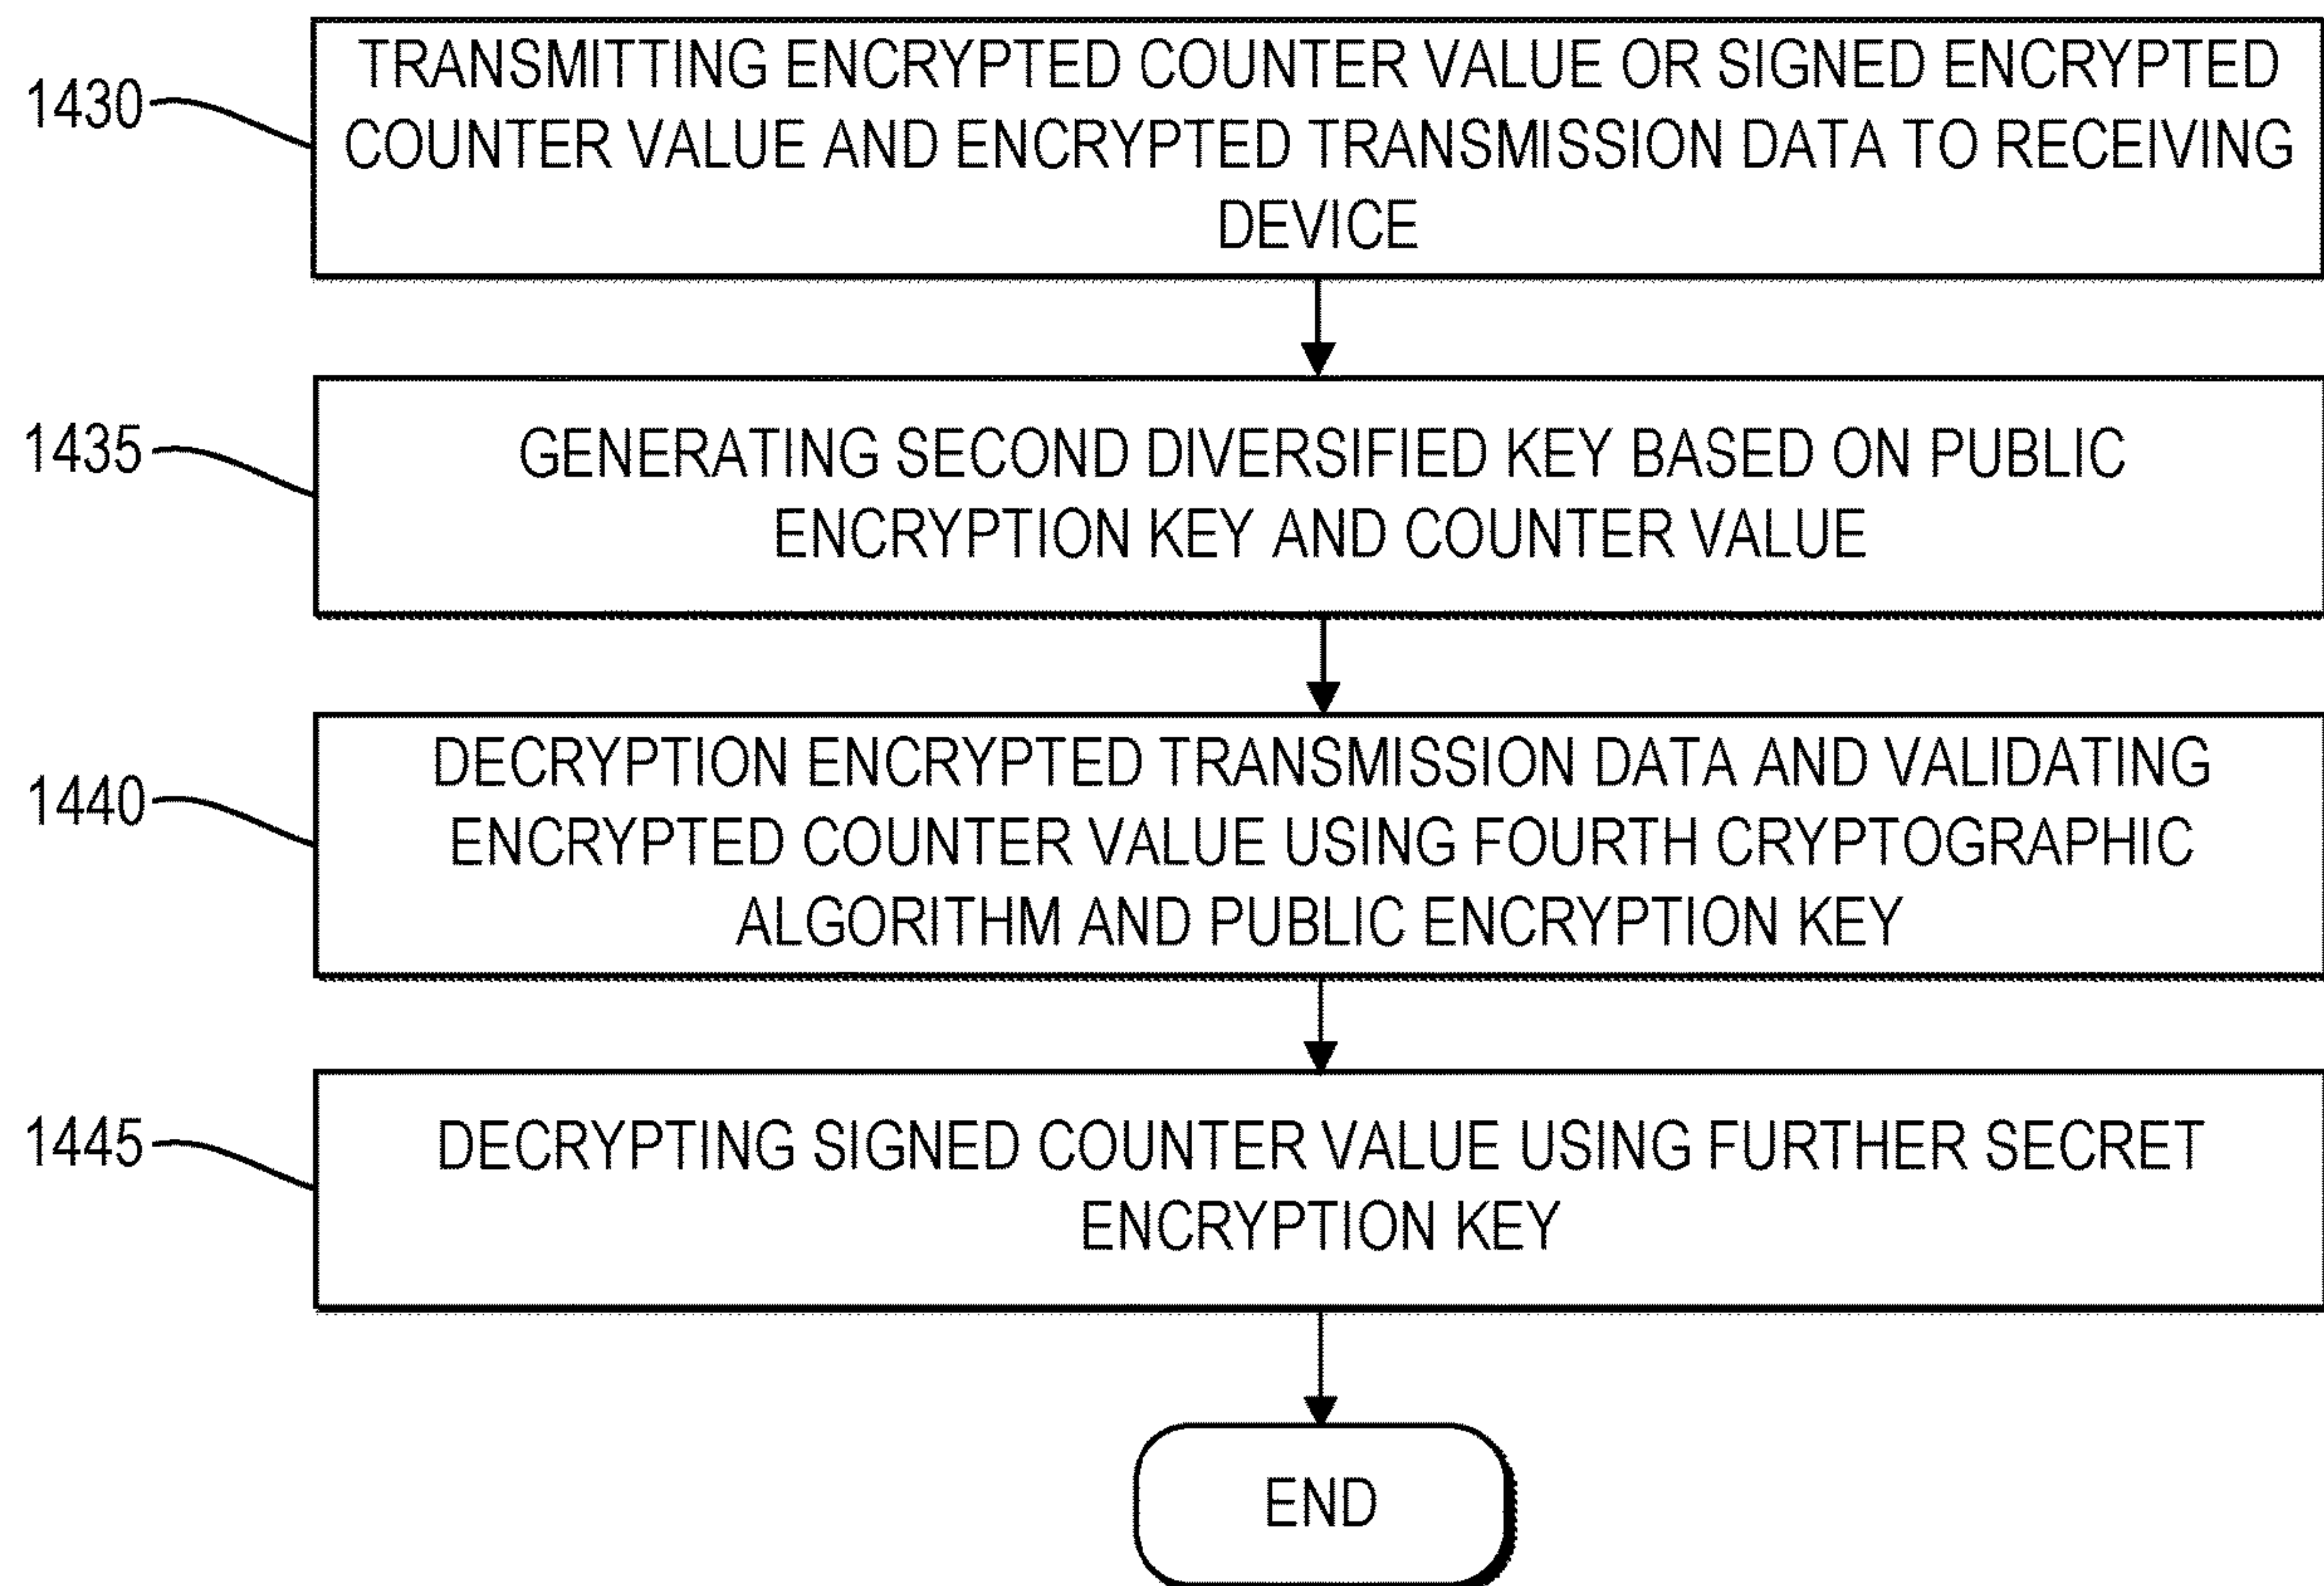 1430
TRANSMITTING ENCRYPTED COUNTER VALUE OR SIGNED ENCRYPTED
COUNTER VALUE AND ENCRYPTED TRANSMISSION DATA TO RECEIVING
DEVICE
1435
GENERATING SECOND DIVERSIFIED KEY BASED ON PUBLIC
ENCRYPTION KEY AND COUNTER VALUE
1440
DECRYPTION ENCRYPTED TRANSMISSION DATA AND VALIDATING
ENCRYPTED COUNTER VALUE USING FOURTH CRYPTOGRAPHIC
ALGORITHM AND PUBLIC ENCRYPTION KEY
1445
DECRYPTING SIGNED COUNTER VALUE USING FURTHER SECRET
ENCRYPTION KEY
END